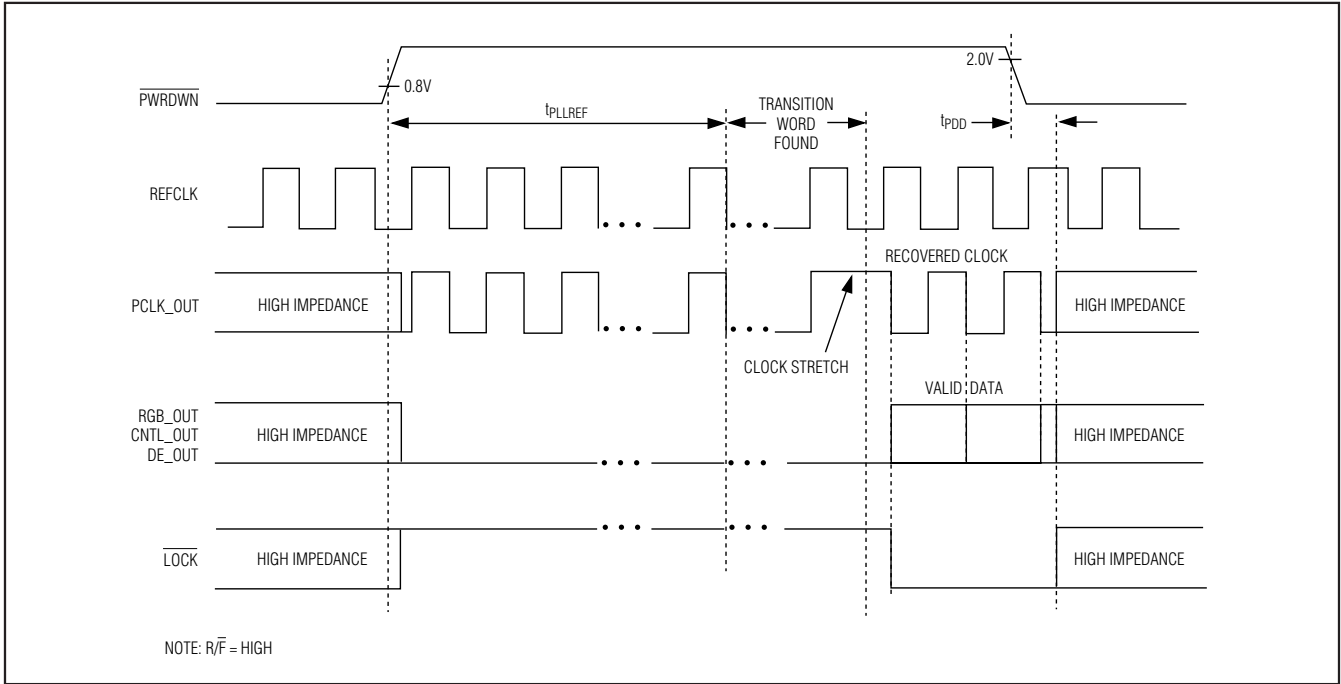 2.0V
0.8V
PWRDWN
tPLLREF
TRANSITION
WORD
FOUND
tPDD
REFCLK
RECOVERED CLOCK
PCLK_OUT
HIGH IMPEDANCE
HIGH IMPEDANCE
CLOCK STRETCH
VALID DATA
RGB_OUT
CNTL_OUT
DE_OUT
HIGH IMPEDANCE
HIGH IMPEDANCE
LOCK
HIGH IMPEDANCE
HIGH IMPEDANCE
NOTE: R/F̅ = HIGH